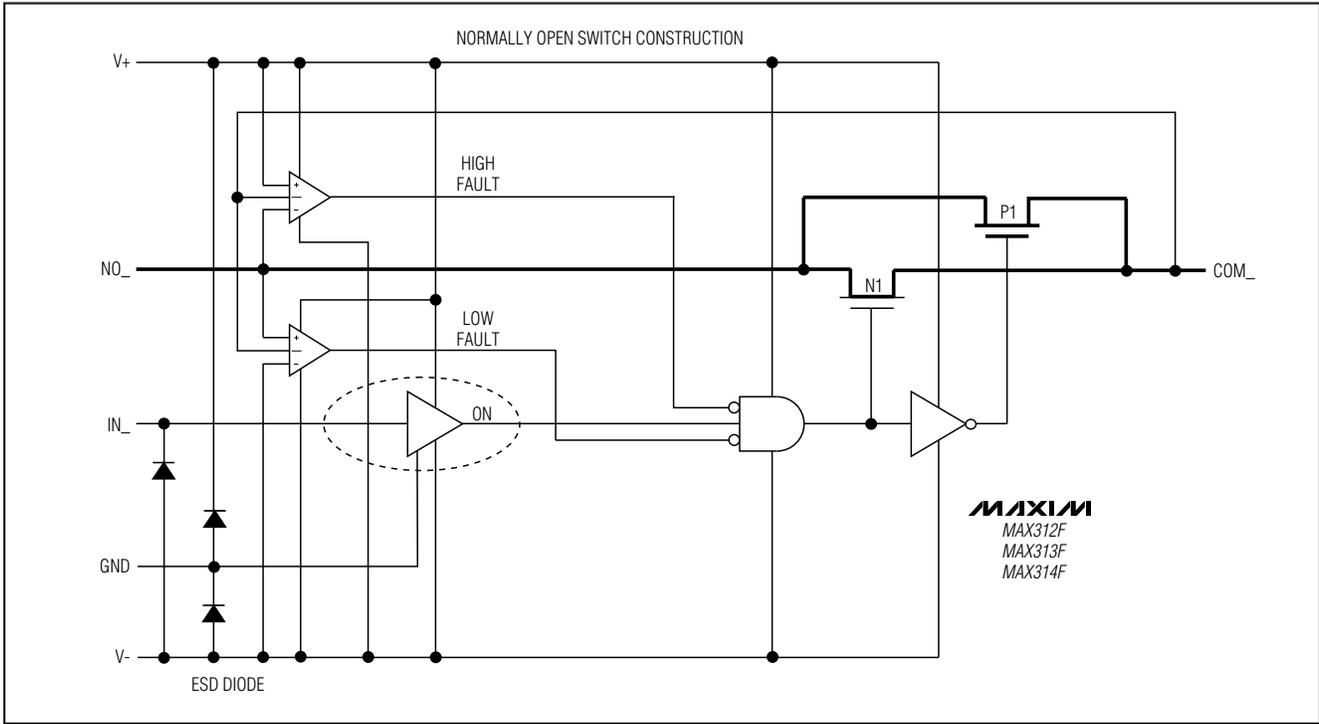 NORMALLY OPEN SWITCH CONSTRUCTION
V+
HIGH
FAULT
+
–
-
P1
NO_
COM_
N1
LOW
FAULT
+
–
-
IN_
ON
MAXIM
MAX312F
MAX313F
MAX314F
GND
V-
ESD DIODE